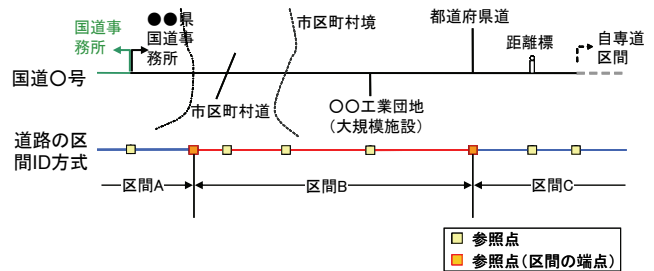 国道事
務所
●●県
国道事
務所
市区町村境
都道府県道
距離標
自専道
区間
国道〇号
市区町村道
〇〇工業団地
(大規模施設)
道路の区
間ID方式
区間A
区間B
区間C
参照点
参照点(区間の端点)